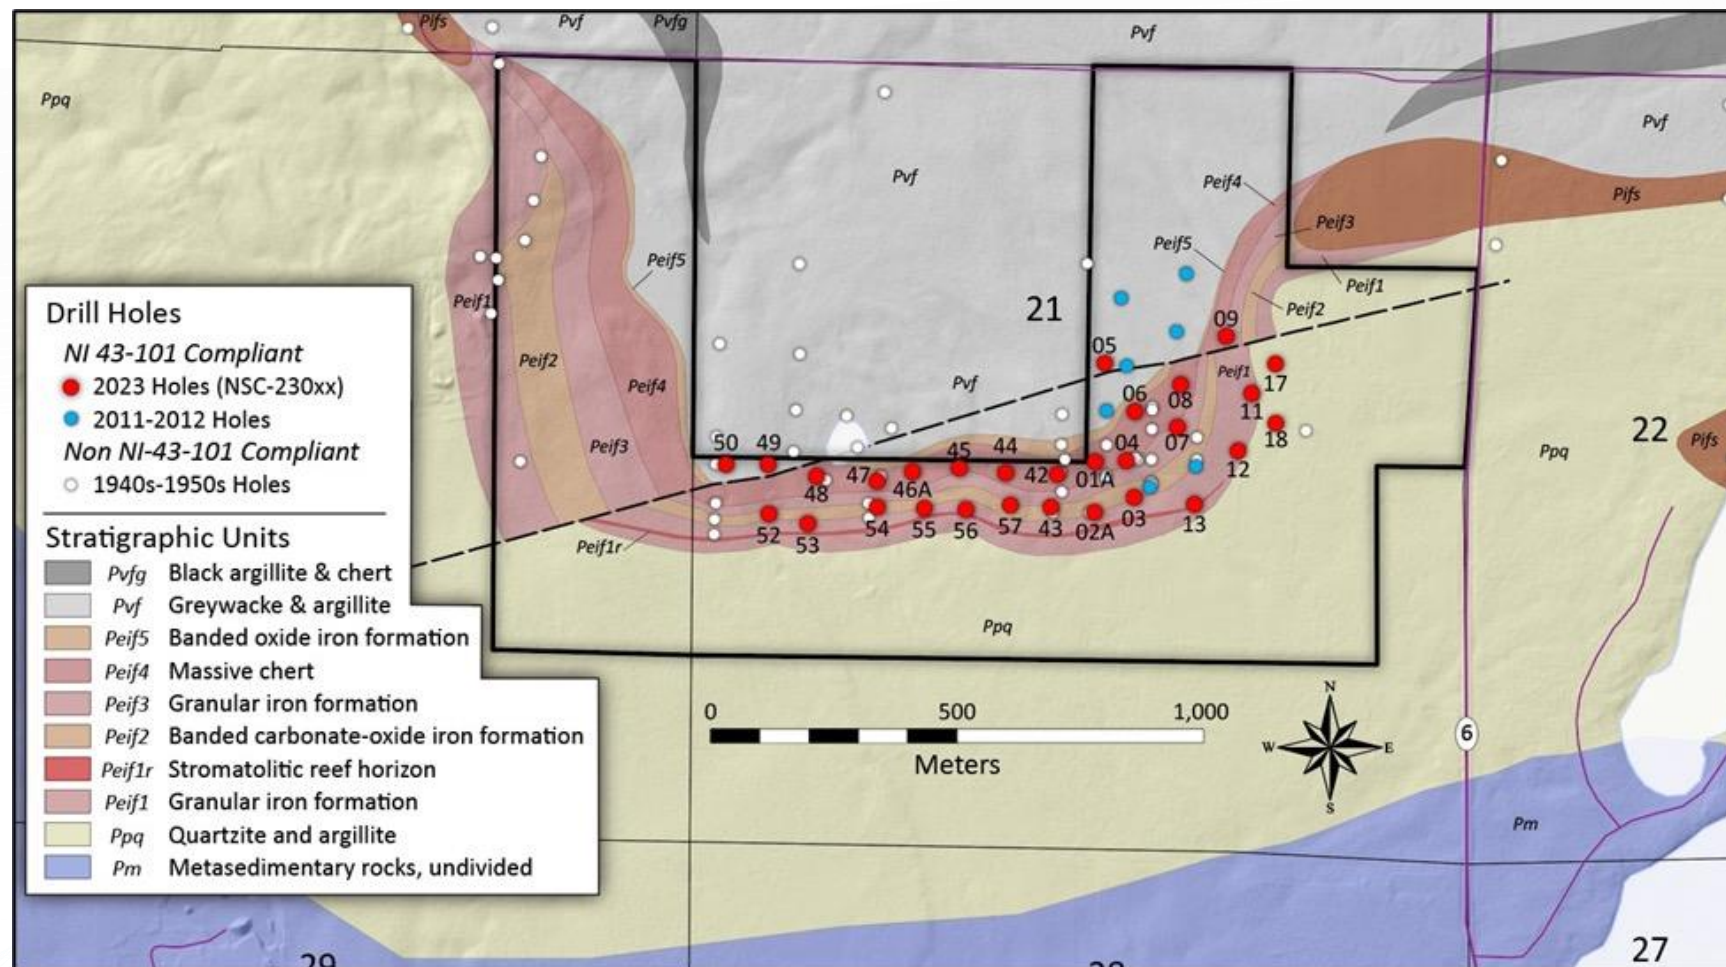 Pifs
Pvf
Pvfg
Pvf
Ppq
Pvf
Pvf
Peif4
Pifs
Peif3
Peif5
Peif5
Peif1
Peif1
Peif2
21
09
05
Peif2
Pvf
Peif4
Peif1
17
06
08
11
22
Pifs
Ppq
Peif3
50
49
45
44
04
07
18
12
47
46A
42
01A
48
52
53
54
55
56
57
43
02A
03
13
Peif1r
Ppq
Drill Holes
NI 43-101 Compliant
2023 Holes (NSC-230xx)
2011-2012 Holes
Non NI-43-101 Compliant
1940s-1950s Holes
Stratigraphic Units
Pvfg Black argillite & chert
Pvf Greywacke & argillite
Peif5 Banded oxide iron formation
Peif4 Massive chert
Peif3 Granular iron formation
Peif2 Banded carbonate-oxide iron formation
Peif1r Stromatolitic reef horizon
Peif1 Granular iron formation
Ppq Quartzite and argillite
Pm Metasedimentary rocks, undivided
0 500 1,000
Meters
N
W E
S
6
Pm
29
27